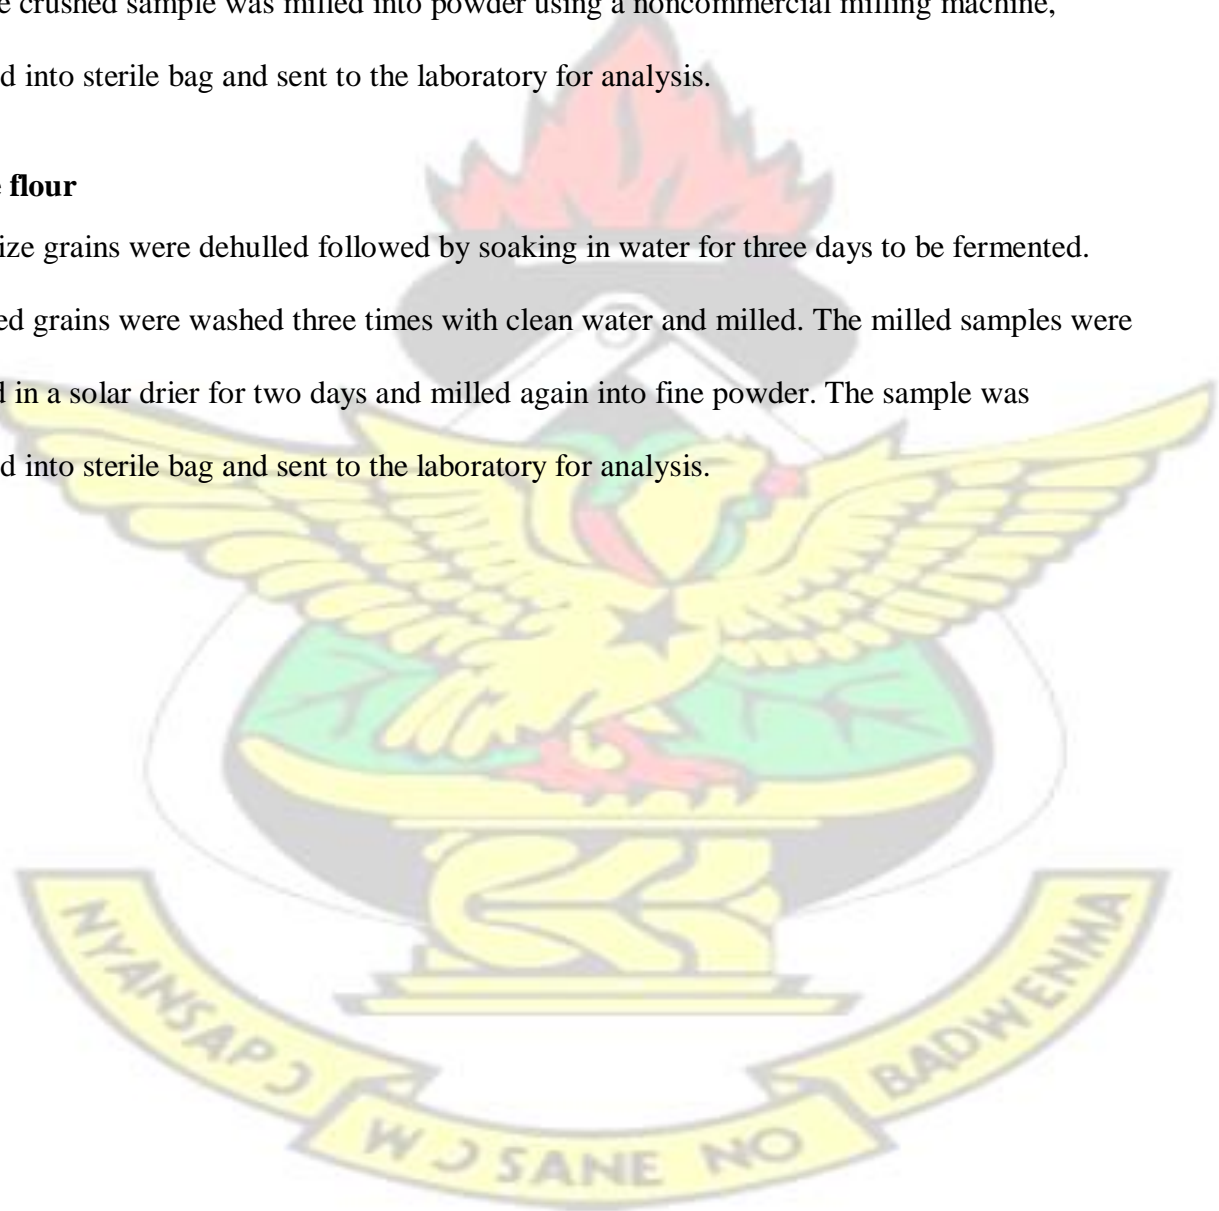 e crushed sample was milled into powder using a noncommercial milling machine,
d into sterile bag and sent to the laboratory for analysis.
flour
ize grains were dehulled followed by soaking in water for three days to be fermented.
ed grains were washed three times with clean water and milled. The milled samples were
d in a solar drier for two days and milled again into fine powder. The sample was
d into sterile bag and sent to the laboratory for analysis.
NYANSAPƆ
WƆSANE NO
BADWENMA